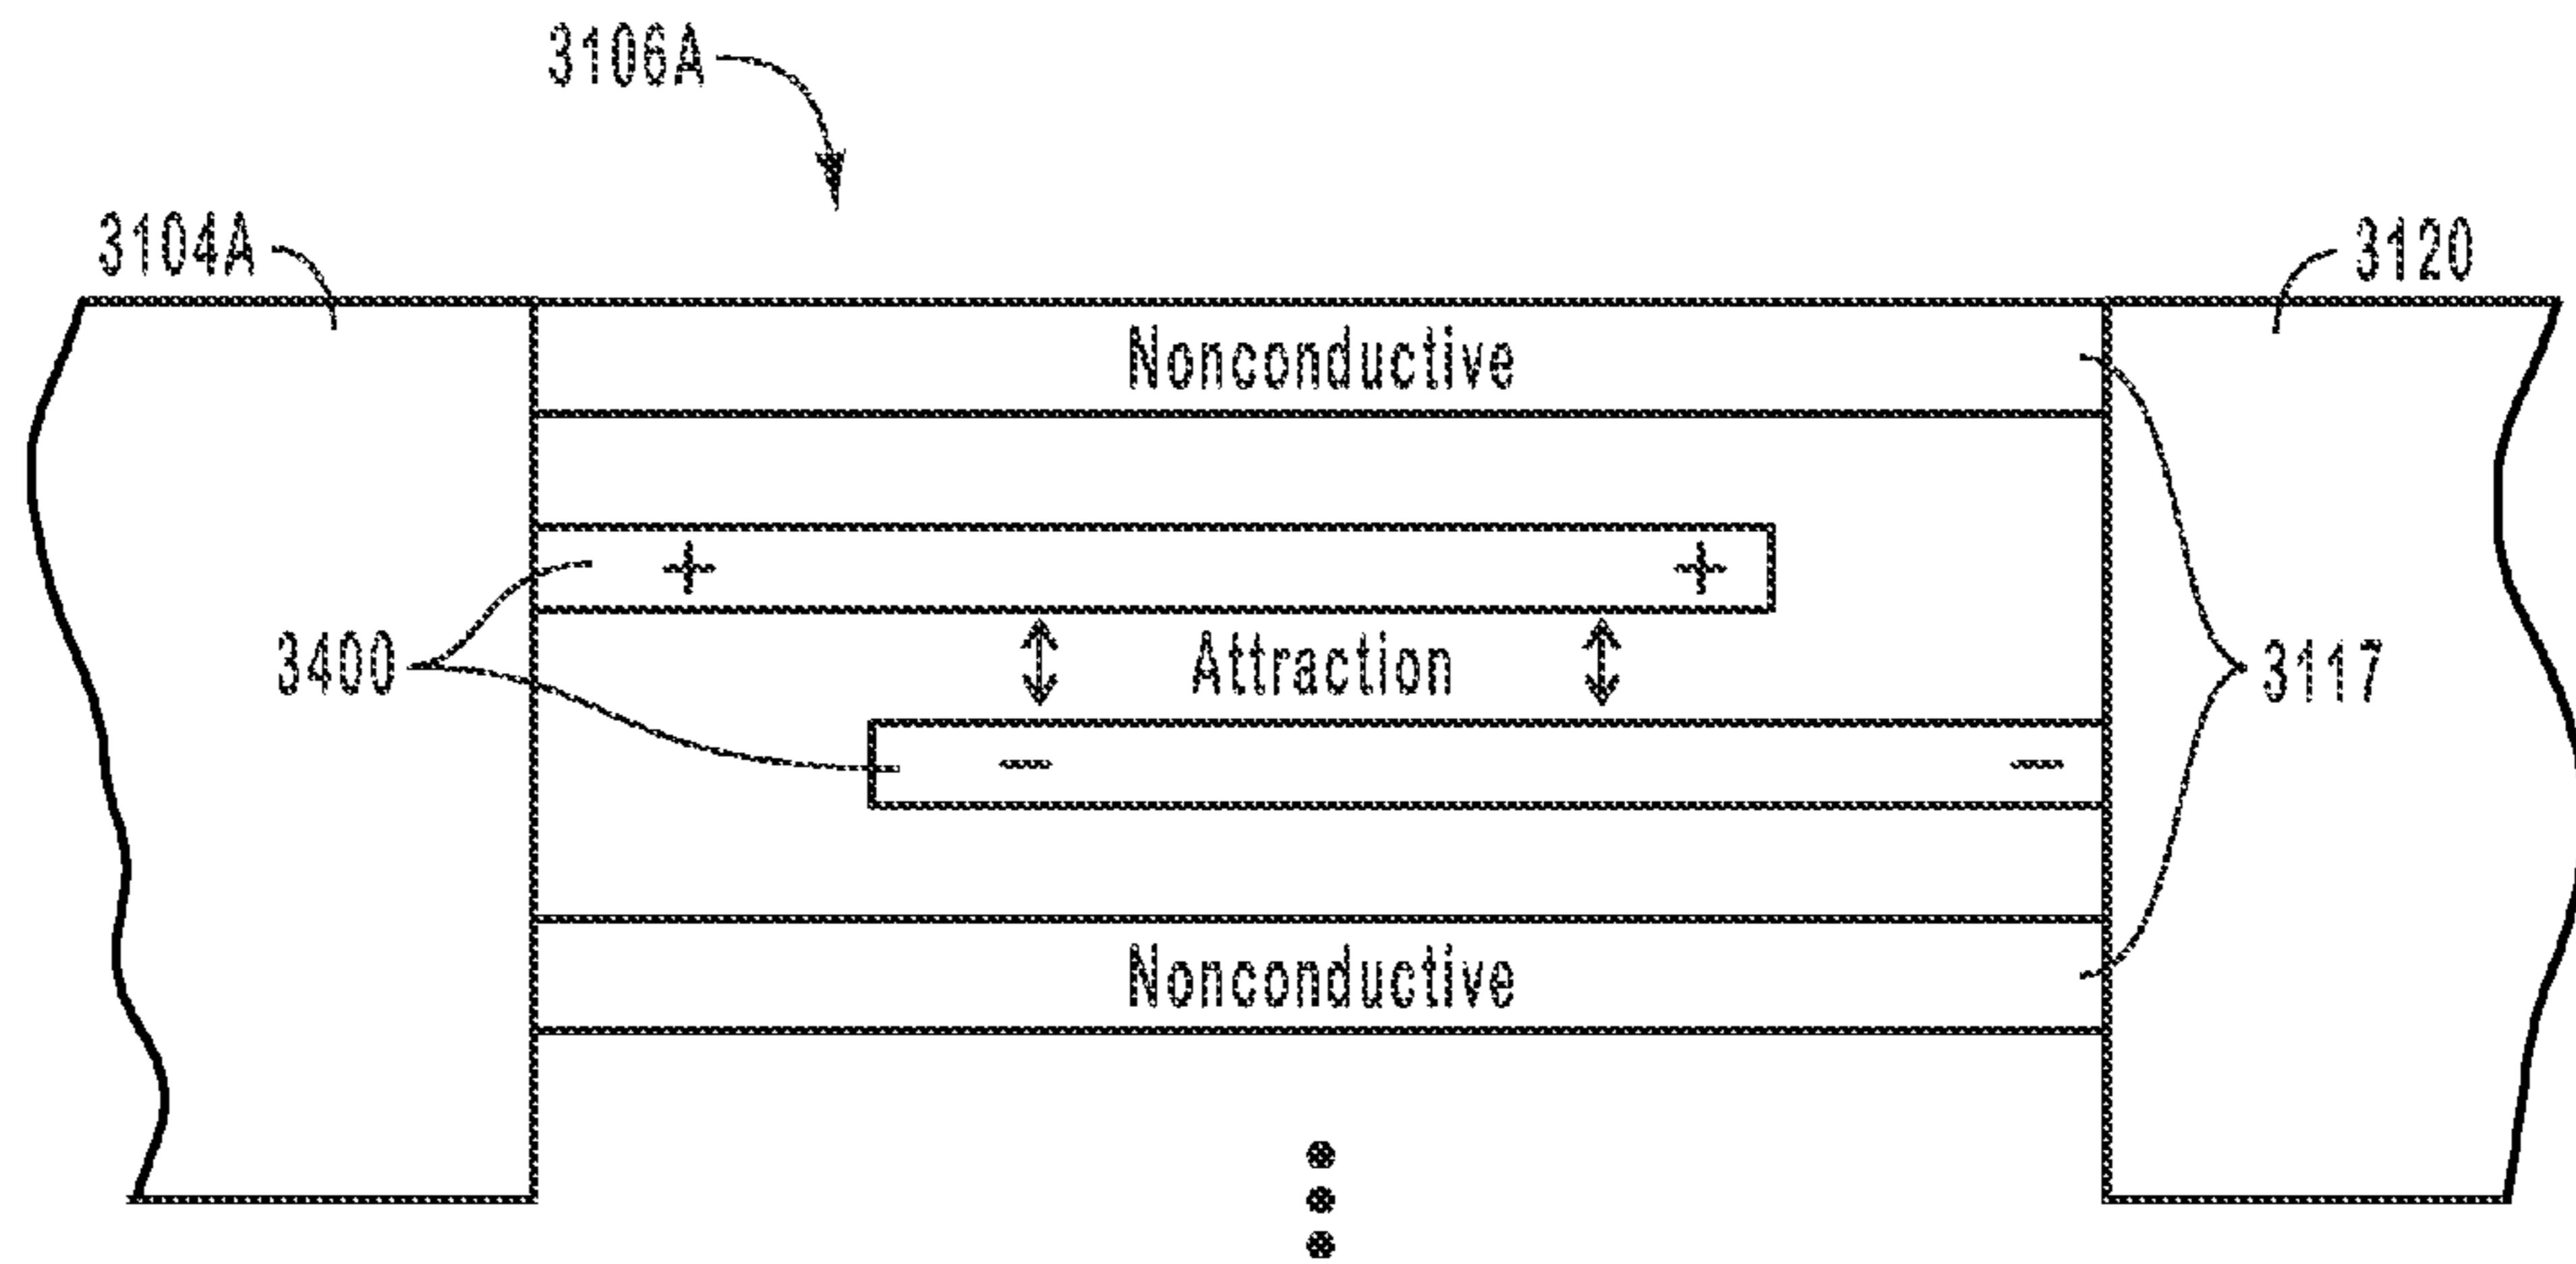 3106A
3104A
3120
Nonconductive
+ +
3400
Attraction
3117
- -
Nonconductive